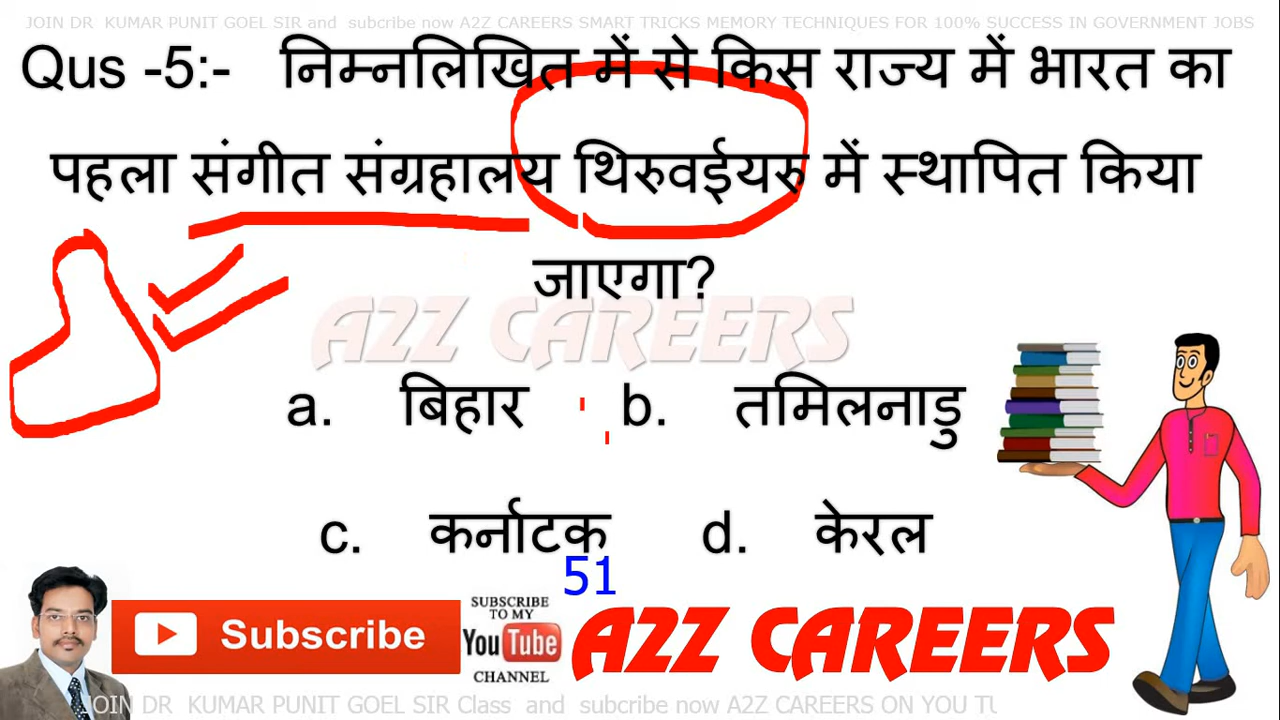 JOIN DR KUMAR PUNIT GOEL SIR and subcribe now A2Z CAREERS SMART TRICKS MEMORY TECHNIQUES FOR 100% SUCCESS IN GOVERNMENT JOBS
Qus -5:- निम्नलिखित में से किस राज्य में भारत का
पहला संगीत संग्रहालय थिरुवईयरु में स्थापित किया
जाएगा?
A2Z CAREERS
a. बिहार b. तमिलनाडु
c. कर्नाटक d. केरल
51
Subscribe
SUBSCRIBE
TO MY
YouTube
CHANNEL
A2Z CAREERS
JOIN DR KUMAR PUNIT GOEL SIR Class and subcribe now A2Z CAREERS ON YOU TU